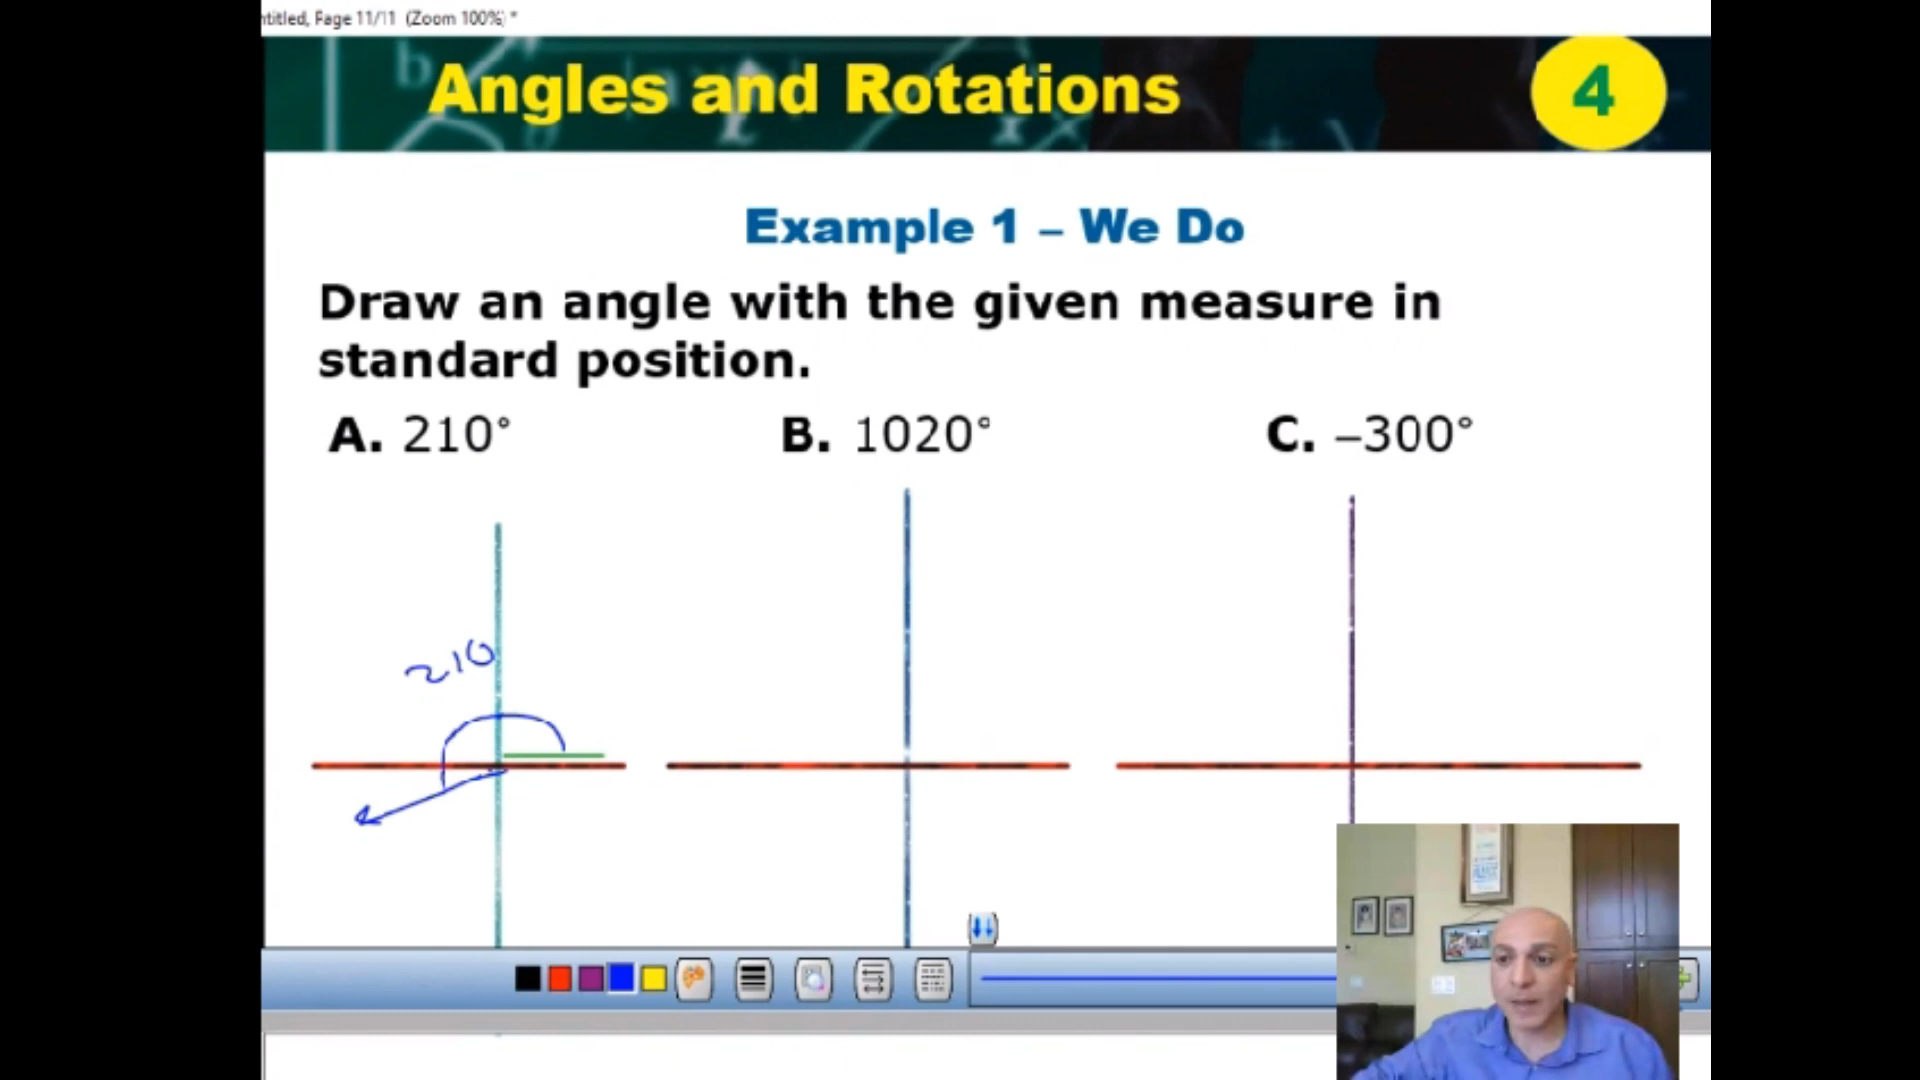 ntitled, Page 11/11 (Zoom 100%) *
Angles and Rotations
4
Example 1 – We Do
Draw an angle with the given measure in
standard position.
A. 210° B. 1020° C. –300°
210